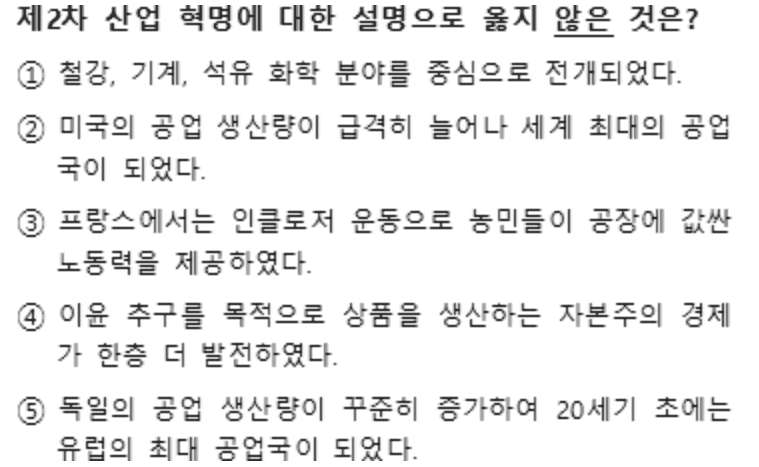 제2차 산업 혁명에 대한 설명으로 옳지 않은 것은?
① 철강, 기계, 석유 화학 분야를 중심으로 전개되었다.
② 미국의 공업 생산량이 급격히 늘어나 세계 최대의 공업
국이 되었다.
③ 프랑스에서는 인클로저 운동으로 농민들이 공장에 값싼
노동력을 제공하였다.
④ 이윤 추구를 목적으로 상품을 생산하는 자본주의 경제
가 한층 더 발전하였다.
⑤ 독일의 공업 생산량이 꾸준히 증가하여 20세기 초에는
유럽의 최대 공업국이 되었다.